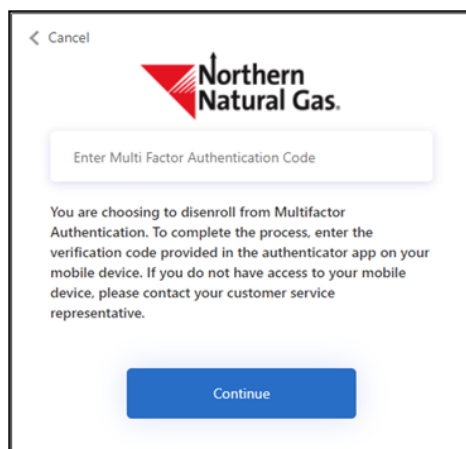 Cancel
Northern
Natural Gas.
Enter Multi Factor Authentication Code
You are choosing to disenroll from Multifactor
Authentication. To complete the process, enter the
verification code provided in the authenticator app on your
mobile device. If you do not have access to your mobile
device, please contact your customer service
representative.
Continue